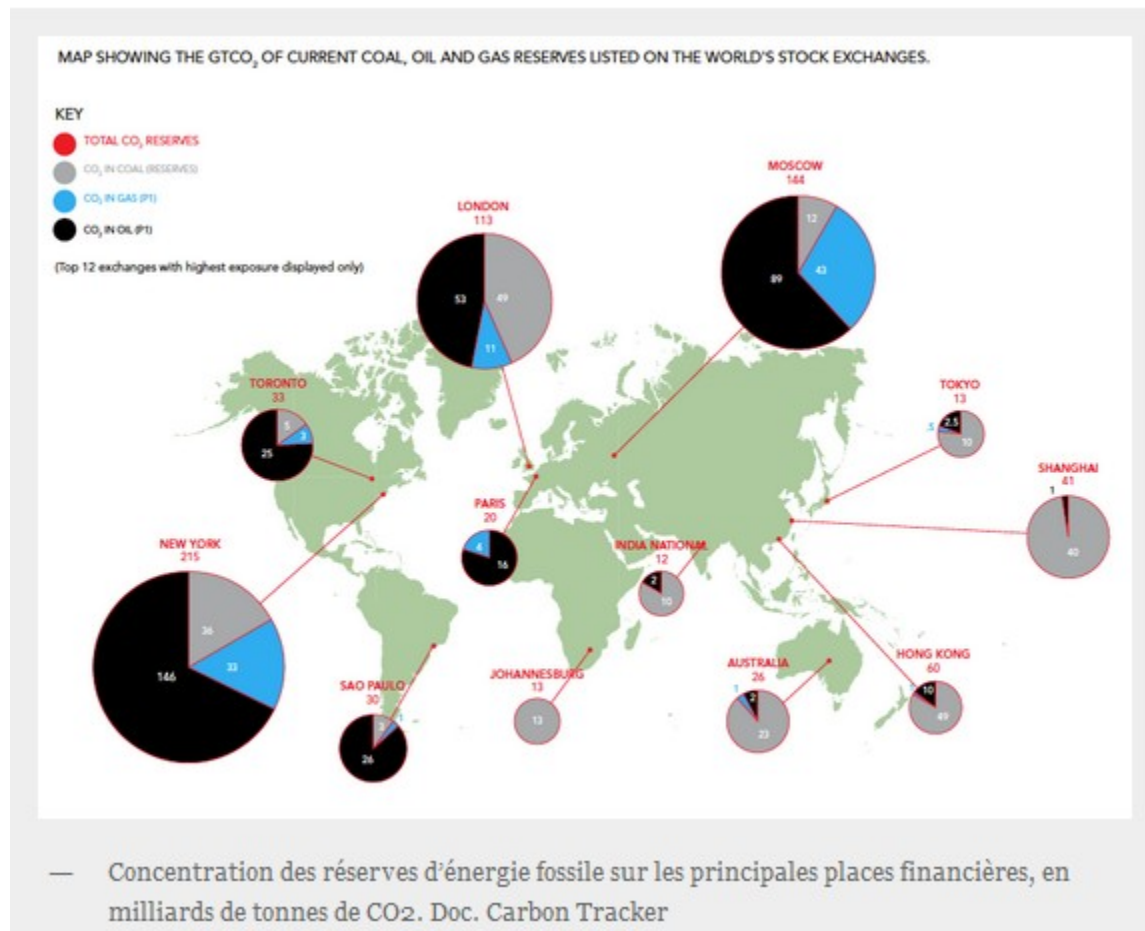 MAP SHOWING THE GTCO₂ OF CURRENT COAL, OIL AND GAS RESERVES LISTED ON THE WORLD'S STOCK EXCHANGES.
KEY
TOTAL CO₂ RESERVES
CO₂ IN COAL (RESERVES)
CO₂ IN GAS (P1)
CO₂ IN OIL (P1)
(Top 12 exchanges with highest exposure displayed only)
MOSCOW
144
12
43
89
LONDON
113
53
49
11
TORONTO
33
5
3
25
TOKYO
13
.5
2.5
10
SHANGHAI
41
1
40
PARIS
20
4
16
INDIA NATIONAL
12
2
10
NEW YORK
215
36
33
146
SAO PAULO
30
3
1
26
JOHANNESBURG
13
13
AUSTRALIA
26
1
2
23
HONG KONG
60
10
49
— Concentration des réserves d'énergie fossile sur les principales places financières, en
milliards de tonnes de CO2. Doc. Carbon Tracker